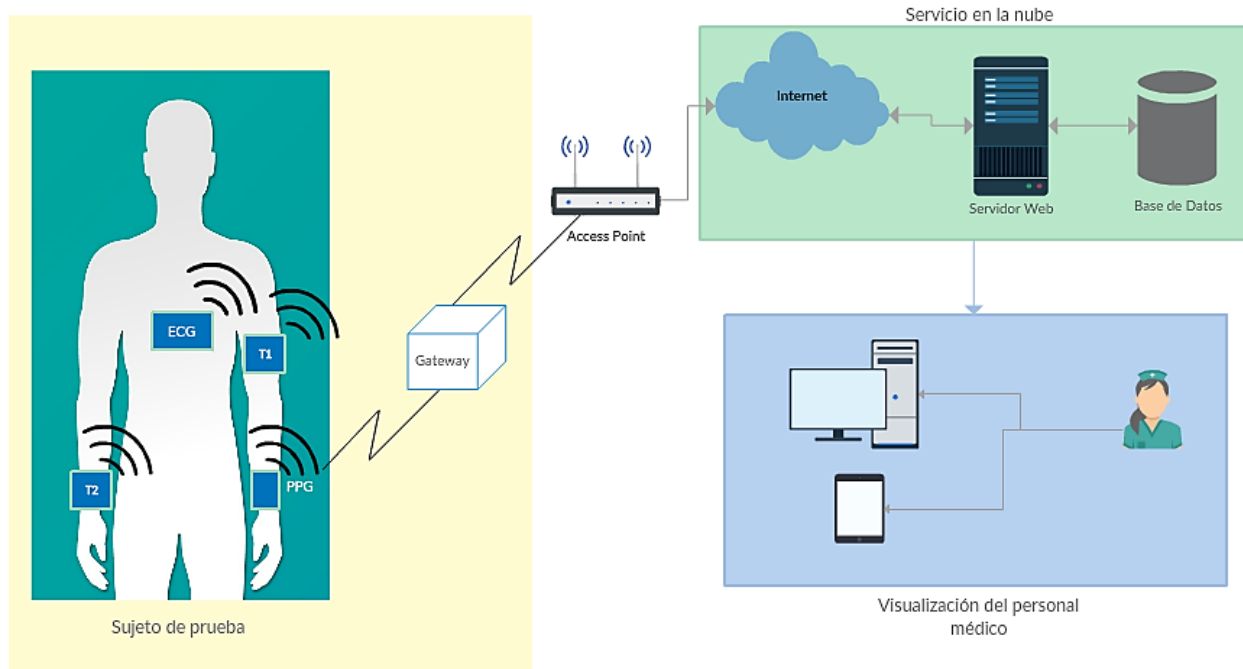 Servicio en la nube
Internet
Servidor Web
Base de Datos
Access Point
ECG
T1
Gateway
T2
PPG
Sujeto de prueba
Visualización del personal
médico